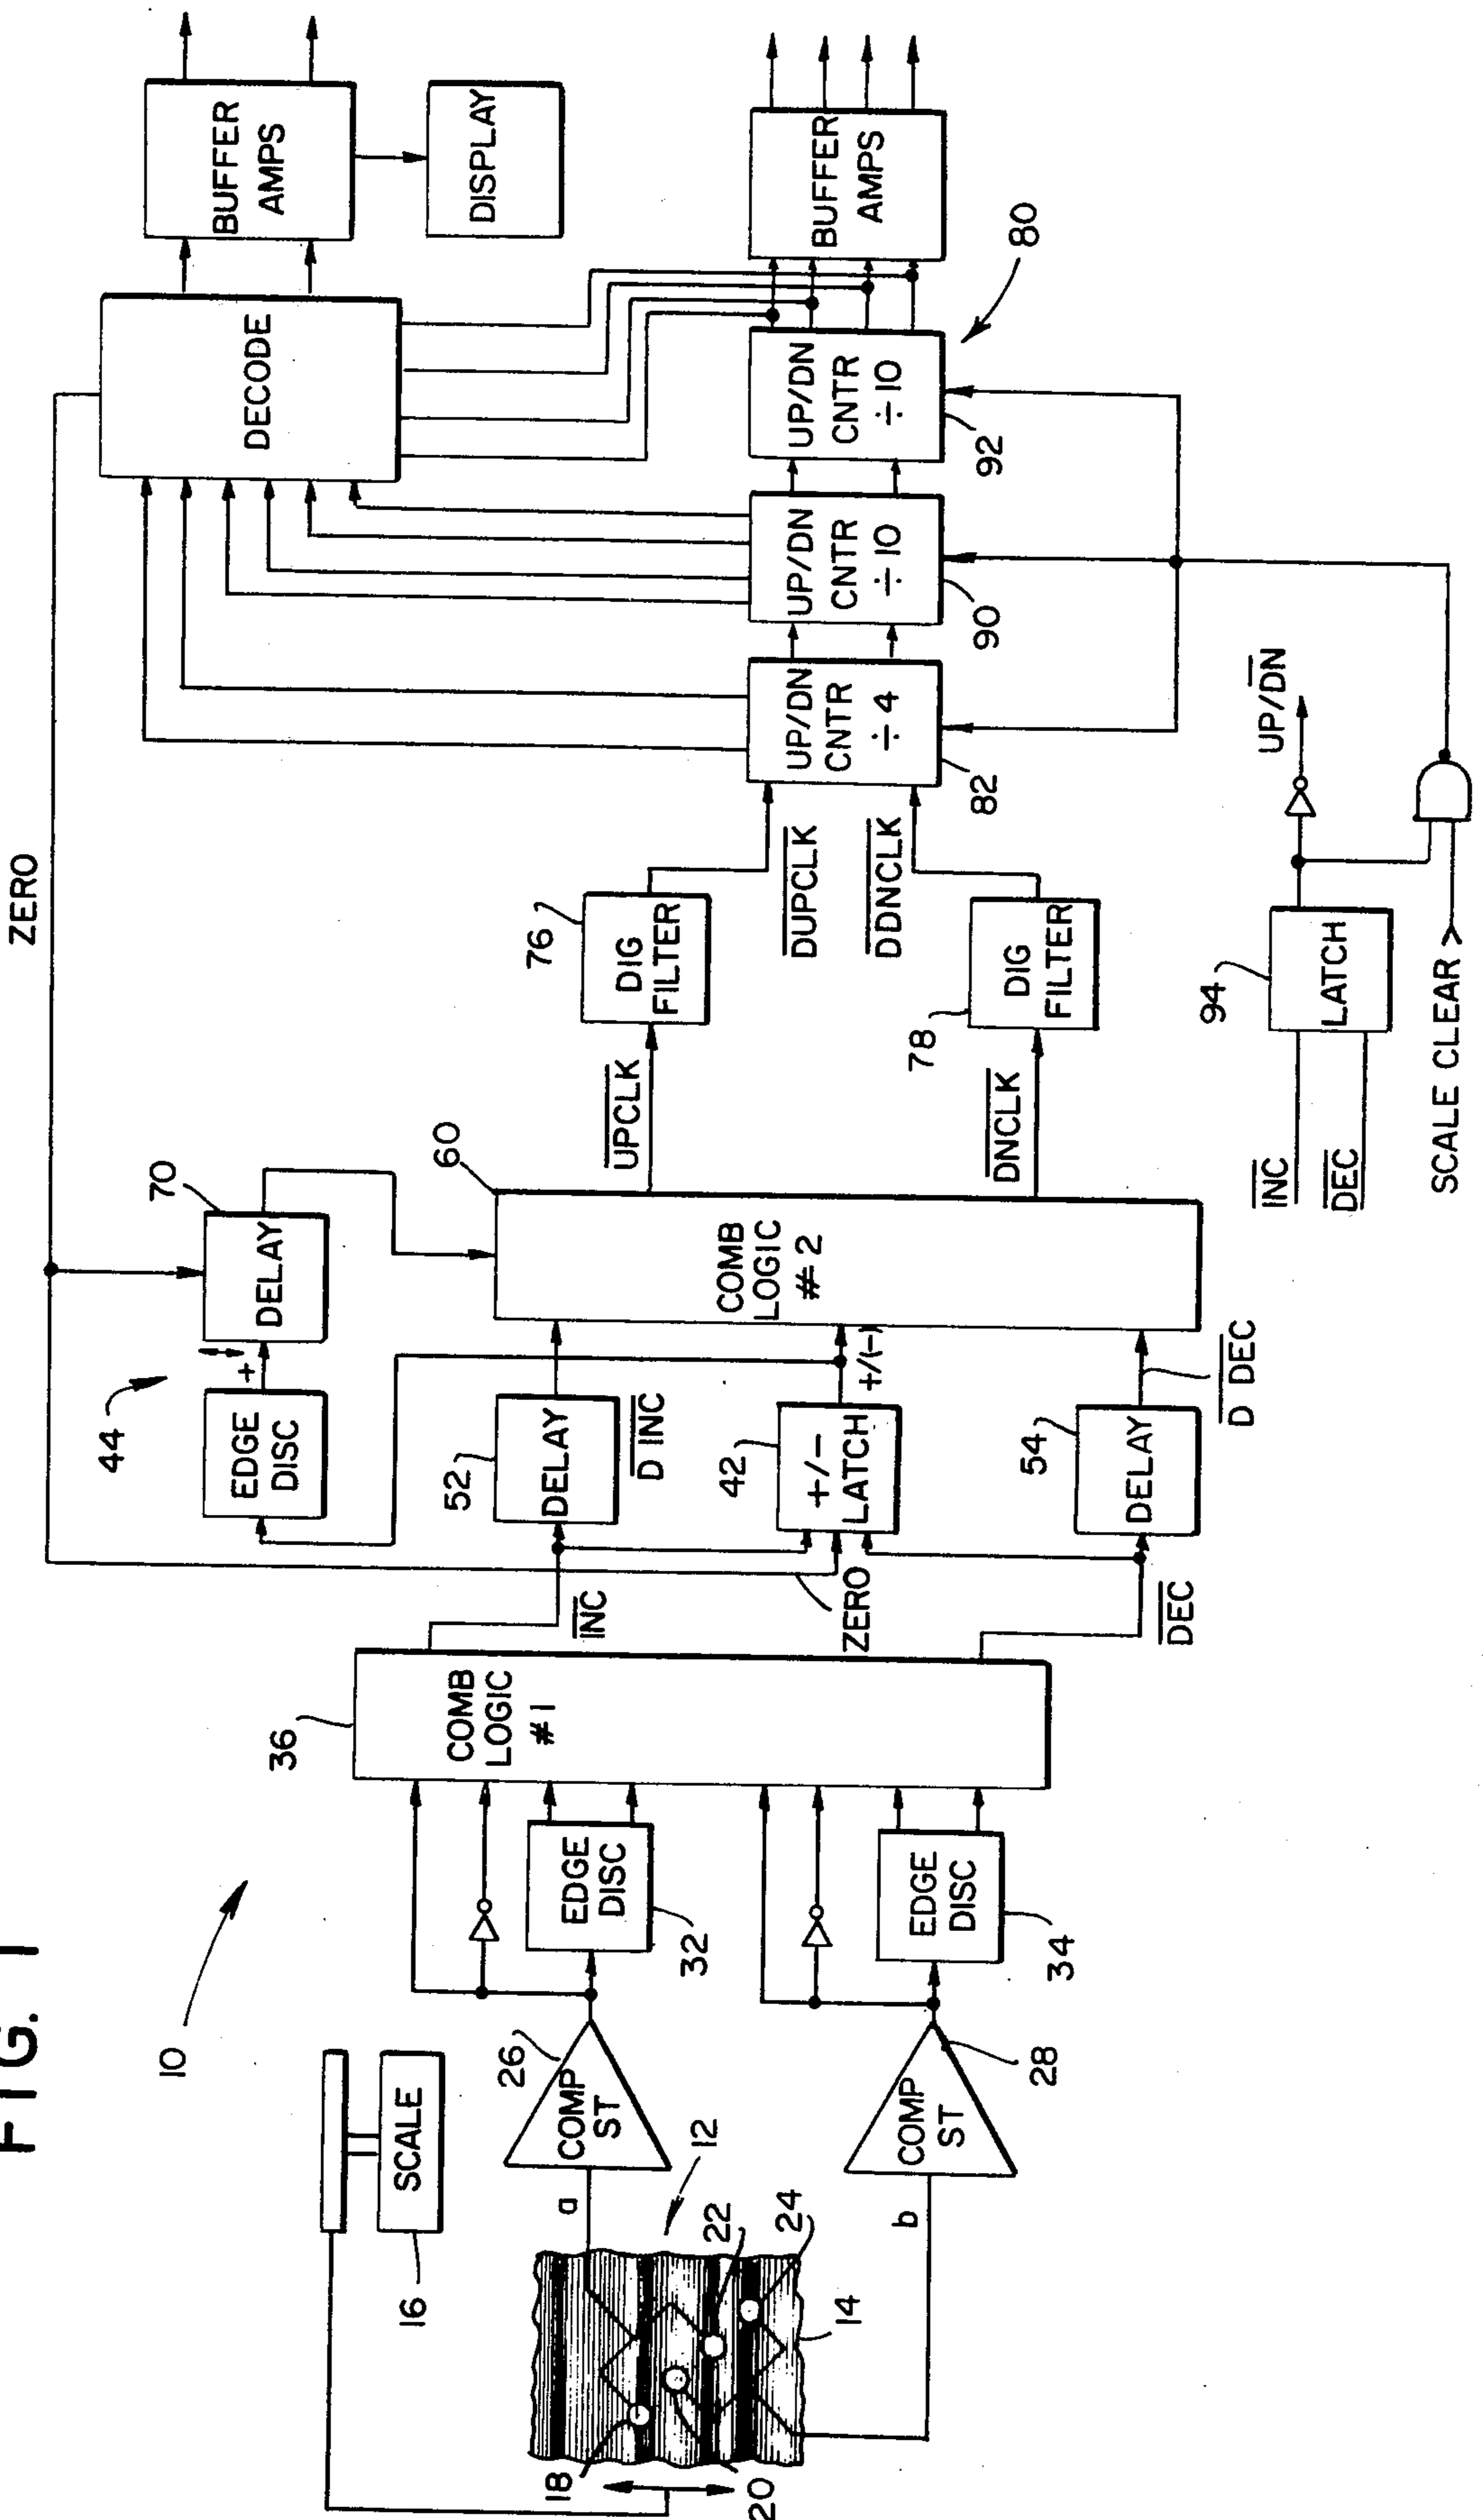 FIG. 1
10
ZERO
SCALE
16
18
20
22
24
12
14
a
b
COMP
ST
26
COMP
ST
28
EDGE
DISC
32
EDGE
DISC
34
COMB
LOGIC
#1
36
INC
ZERO
DEC
44
EDGE
DISC
+
DELAY
70
DELAY
52
D INC
+/-
LATCH
42
+/(-)
DELAY
54
D DEC
COMB
LOGIC
#2
60
UPCLK
DNCLK
DIG
FILTER
76
DIG
FILTER
78
DUPCLK
DDNCLK
UP/DN
CNTR
÷4
82
UP/DN
CNTR
÷10
90
UP/DN
CNTR
÷10
92
80
DECODE
BUFFER
AMPS
DISPLAY
BUFFER
AMPS
INC
DEC
LATCH
94
UP/DN
SCALE CLEAR >